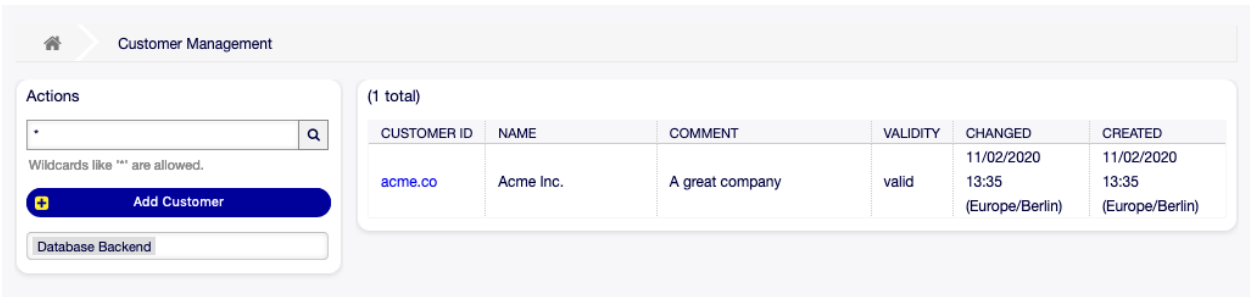 Customer Management
Actions
*
Wildcards like '*' are allowed.
Add Customer
Database Backend
(1 total)
CUSTOMER ID NAME COMMENT VALIDITY CHANGED CREATED
acme.co Acme Inc. A great company valid 11/02/2020 13:35 (Europe/Berlin) 11/02/2020 13:35 (Europe/Berlin)